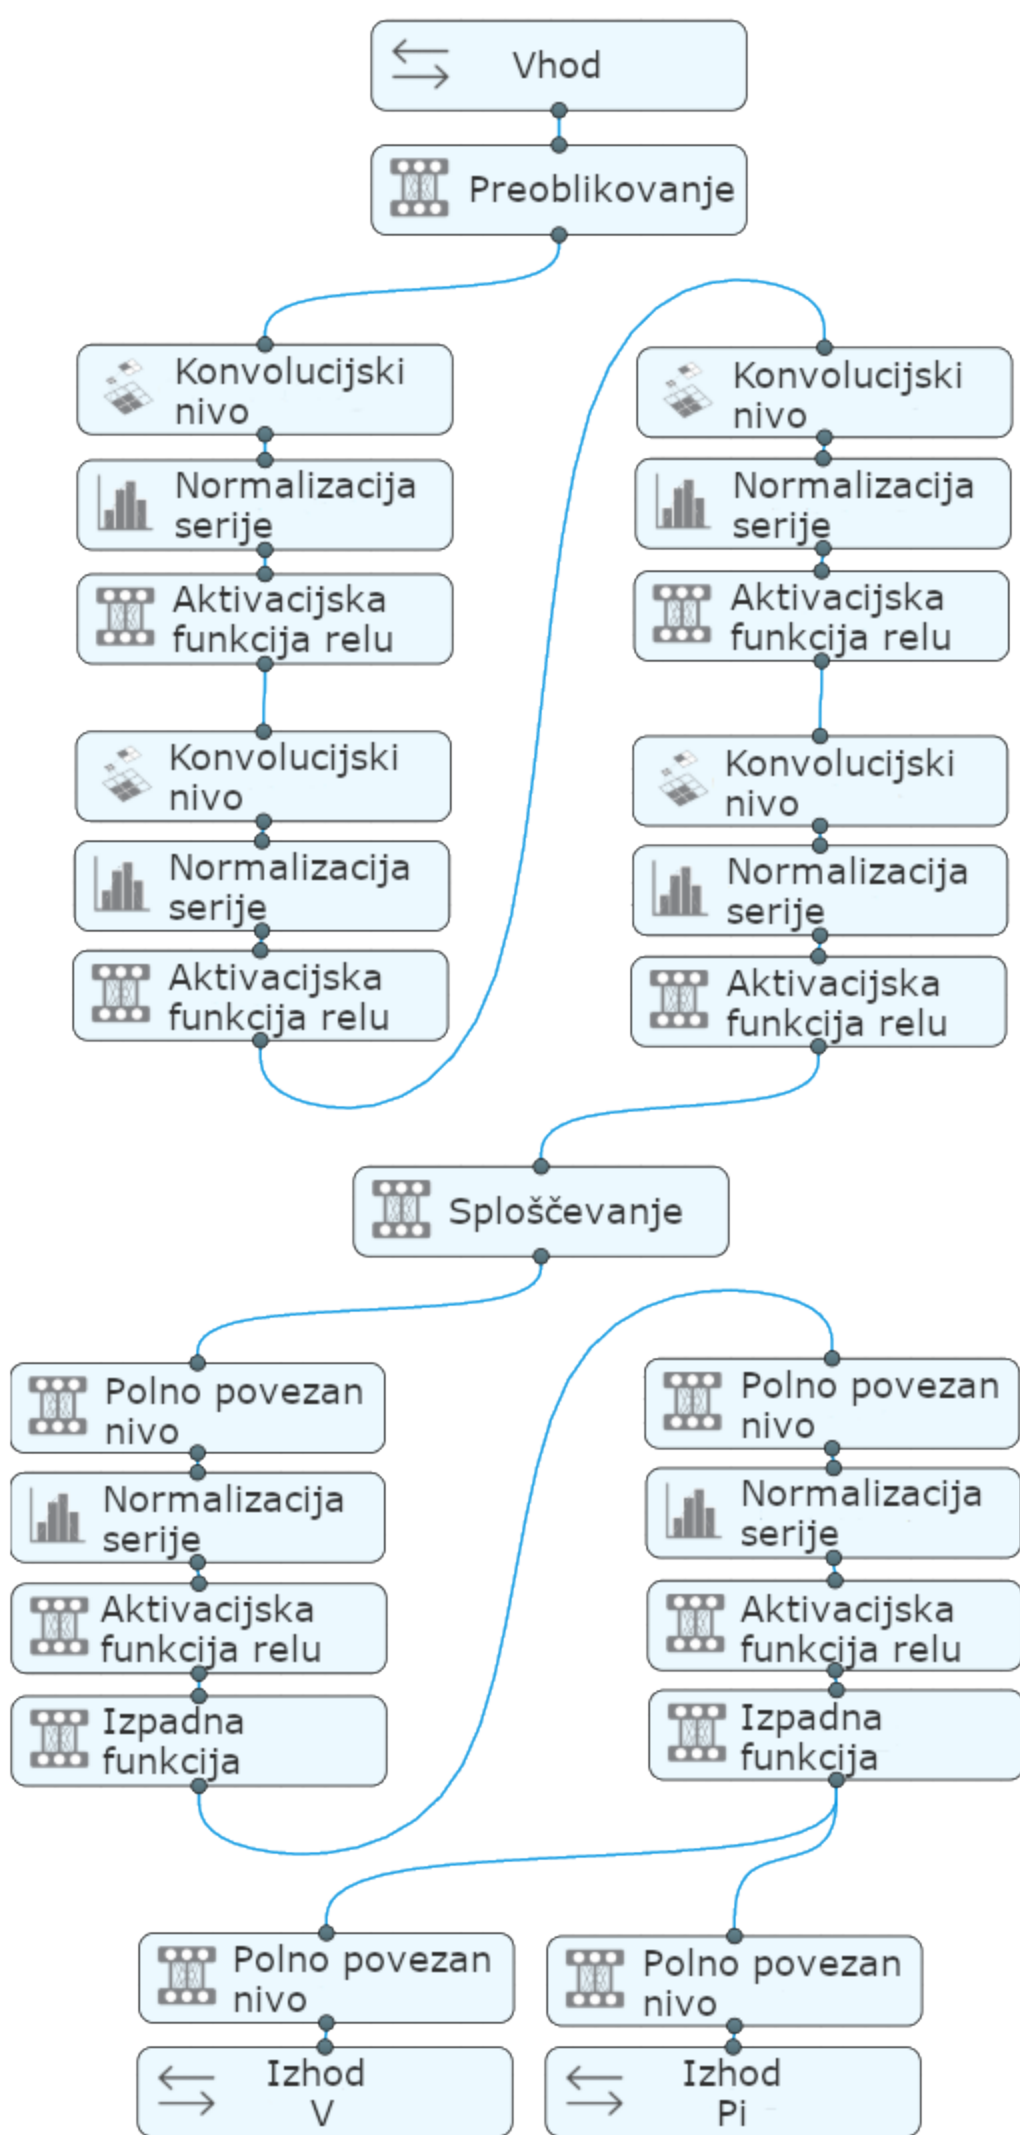 Vhod
Preoblikovanje
Konvolucijski
nivo
Normalizacija
serije
Aktivacijska
funkcija relu
Konvolucijski
nivo
Normalizacija
serije
Aktivacijska
funkcija relu
Konvolucijski
nivo
Normalizacija
serije
Aktivacijska
funkcija relu
Konvolucijski
nivo
Normalizacija
serije
Aktivacijska
funkcija relu
Sploščevanje
Polno povezan
nivo
Normalizacija
serije
Aktivacijska
funkcija relu
Izpadna
funkcija
Polno povezan
nivo
Normalizacija
serije
Aktivacijska
funkcija relu
Izpadna
funkcija
Polno povezan
nivo
Izhod
V
Polno povezan
nivo
Izhod
Pi